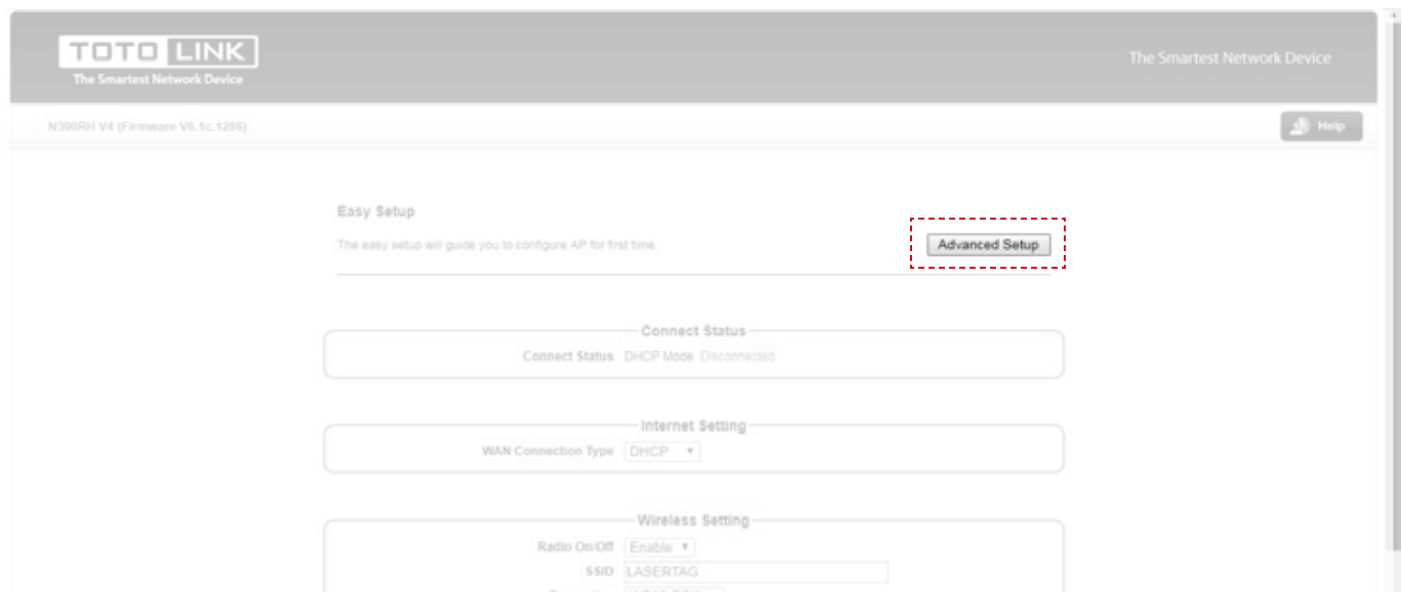 TOTO LINK
The Smartest Network Device
The Smartest Network Device
N300RH V4 (Firmware V6.1c.1286)
Help
Easy Setup
The easy setup will guide you to configure AP for first time.
Advanced Setup
Connect Status
Connect Status DHCP Mode Disconnected
Internet Setting
WAN Connection Type DHCP
Wireless Setting
Radio On/Off Enable
SSID LASERTAG